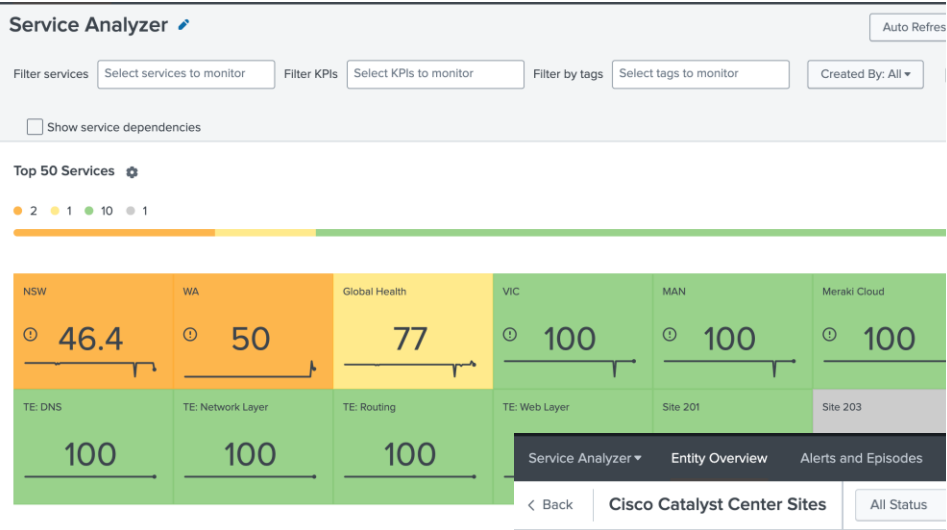 Service Analyzer
Auto Refres
Filter services Select services to monitor Filter KPIs Select KPIs to monitor Filter by tags Select tags to monitor Created By: All
Show service dependencies
Top 50 Services
2 1 10 1
NSW WA Global Health VIC MAN Meraki Cloud
46.4 50 77 100 100 100
TE: DNS TE: Network Layer TE: Routing TE: Web Layer Site 201 Site 203
100 100 100
Service Analyzer Entity Overview Alerts and Episodes
Back Cisco Catalyst Center Sites All Status